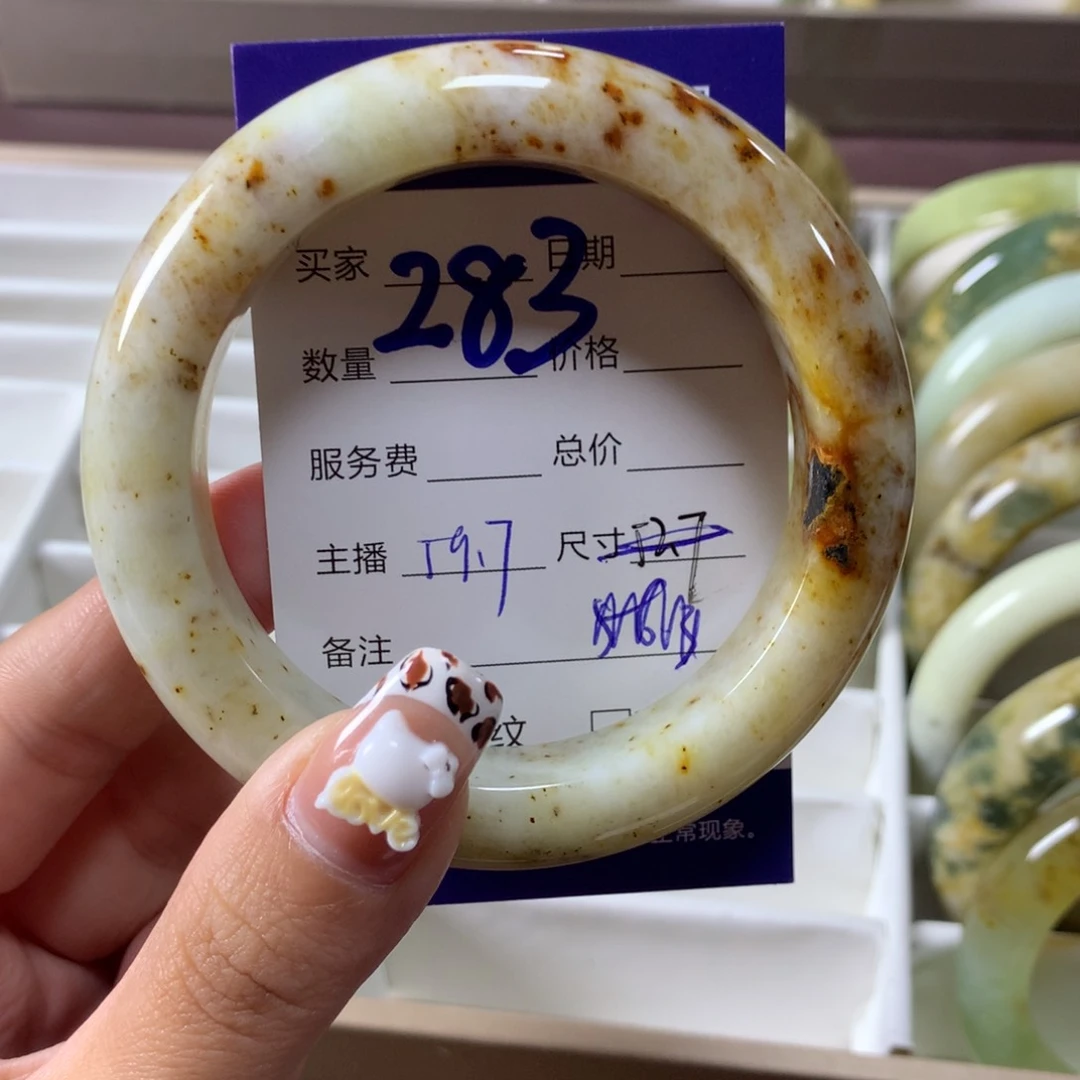 买家 283 日期
数量 价格
服务费 总价
主播 59.7 尺寸
备注
纹
正常现象。